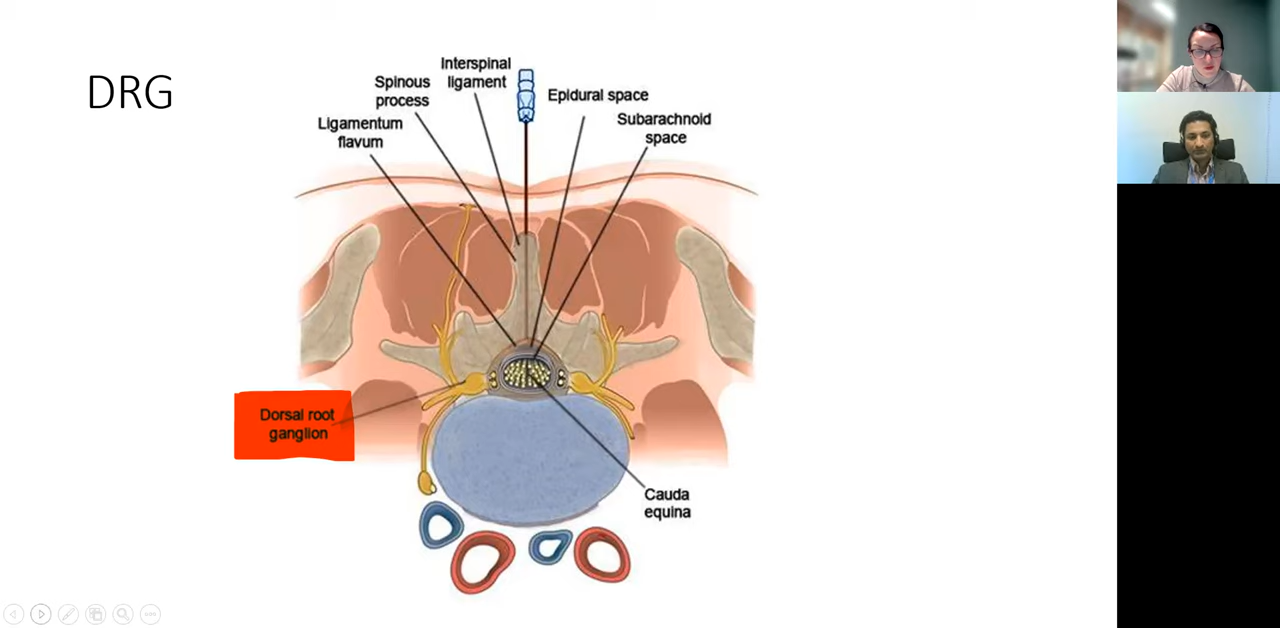 DRG
Interspinal
ligament
Spinous
process
Epidural space
Subarachnoid
space
Ligamentum
flavum
Dorsal root
ganglion
Cauda
equina